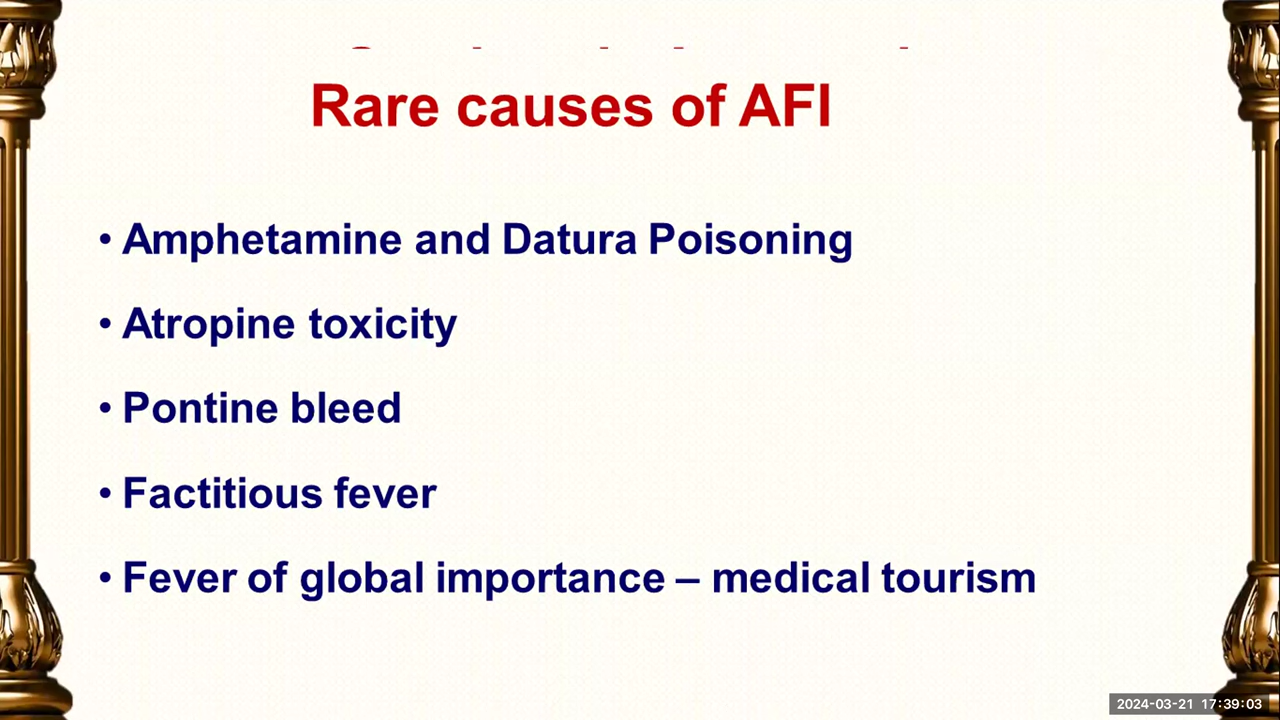 Rare causes of AFI
• Amphetamine and Datura Poisoning
• Atropine toxicity
• Pontine bleed
• Factitious fever
• Fever of global importance – medical tourism
2024-03-21 17:39:03